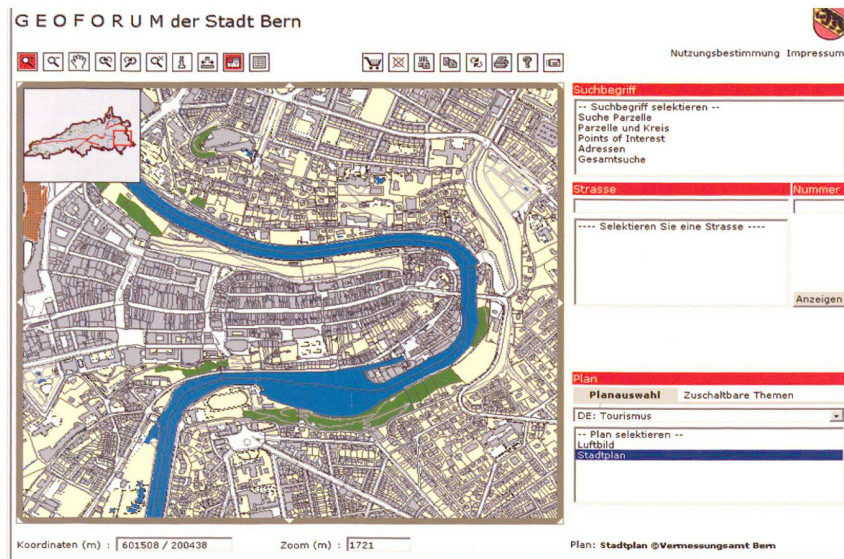 GEOFORUM der Stadt Bern
Nutzungsbestimmung Impressum
Suchbegriff
-- Suchbegriff selektieren --
Suche Parzelle
Parzelle und Kreis
Points of Interest
Adressen
Gesamtsuche
Strasse Nummer
---- Selektieren Sie eine Strasse ----
Anzeigen
Plan
Planauswahl Zuschaltbare Themen
DE: Tourismus
-- Plan selektieren --
Luftbild
Stadtplan
Koordinaten (m) : 601508 / 200438 Zoom (m) : 1721 Plan: Stadtplan ©Vermessungsamt Bern